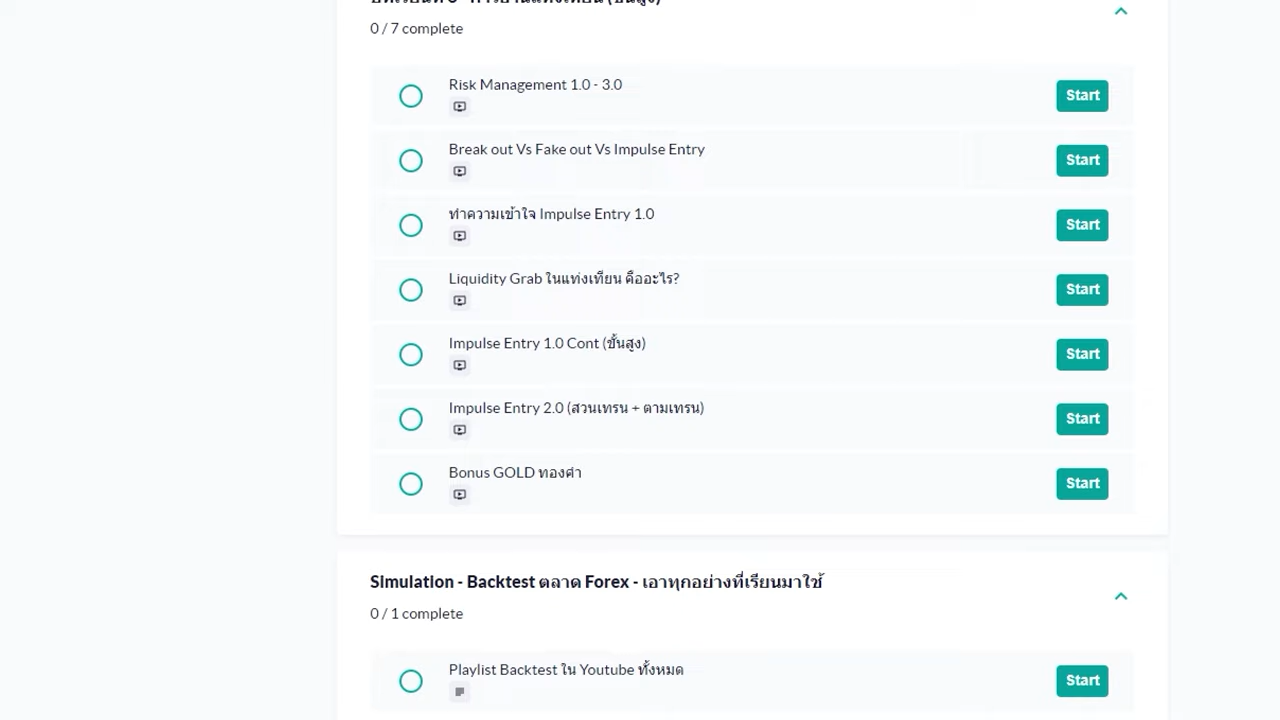 0 / 7 complete
Risk Management 1.0 - 3.0
Start
Break out Vs Fake out Vs Impulse Entry
Start
ทำความเข้าใจ Impulse Entry 1.0
Start
Liquidity Grab ในแท่งเทียน คืออะไร?
Start
Impulse Entry 1.0 Cont (ขั้นสูง)
Start
Impulse Entry 2.0 (สวนเทรน + ตามเทรน)
Start
Bonus GOLD ทองคำ
Start
Simulation - Backtest ตลาด Forex - เอาทุกอย่างที่เรียนมาใช้
0 / 1 complete
Playlist Backtest ใน Youtube ทั้งหมด
Start